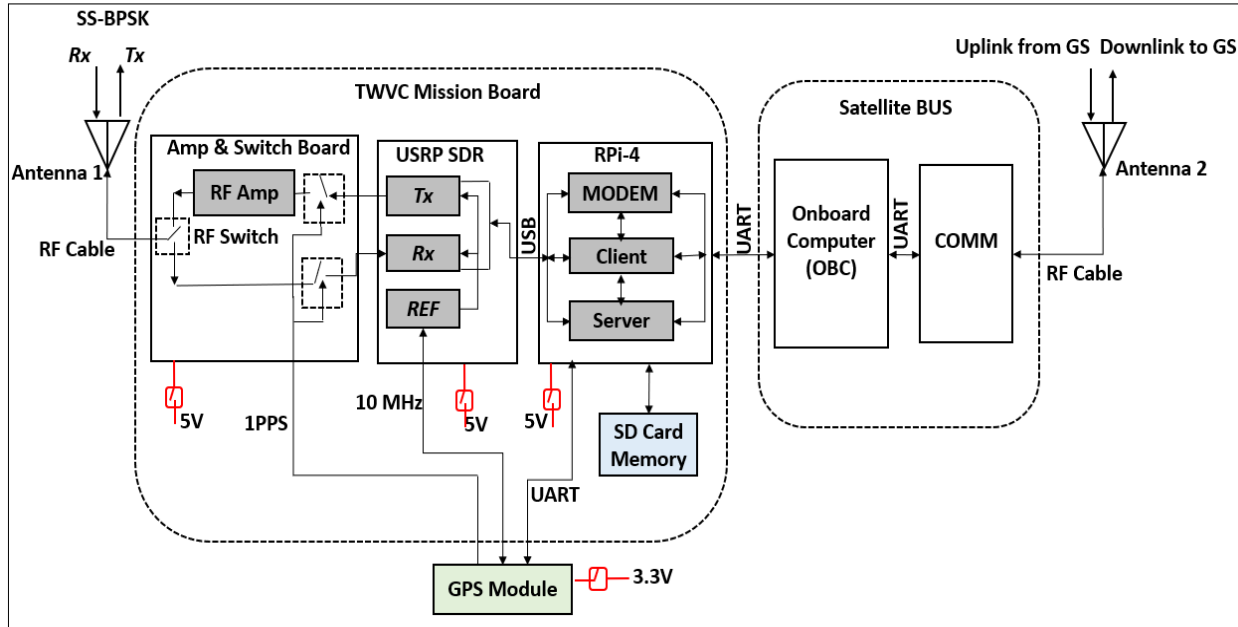 SS-BPSK
Rx Tx
Uplink from GS Downlink to GS
TWVC Mission Board
Satellite BUS
Amp & Switch Board
USRP SDR
RPi-4
Antenna 1
Antenna 2
RF Amp
Tx
MODEM
RF Switch
RF Cable
Rx
USB
Client
UART
Onboard
Computer
(OBC)
UART
COMM
RF Cable
REF
Server
5V
1PPS
10 MHz
5V
5V
SD Card
Memory
UART
GPS Module
3.3V